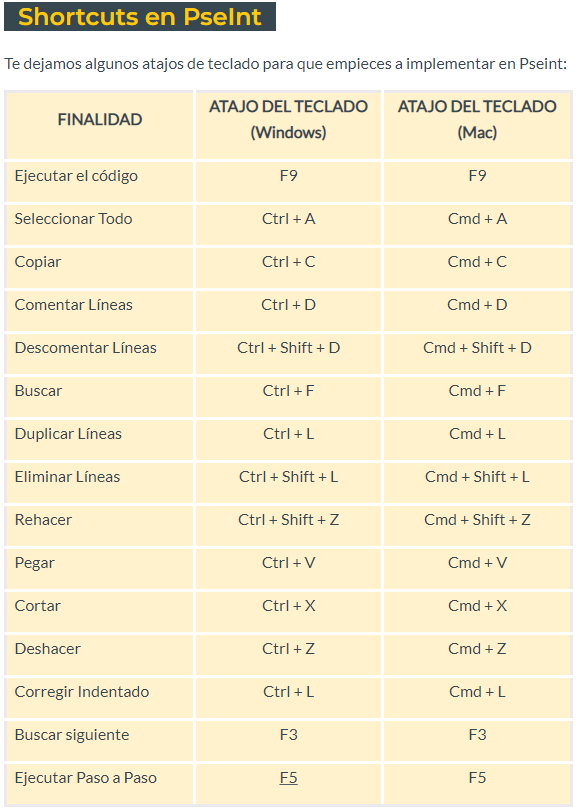 Shortcuts en PseInt
Te dejamos algunos atajos de teclado para que empieces a implementar en Pseint:
FINALIDAD ATAJO DEL TECLADO (Windows) ATAJO DEL TECLADO (Mac)
Ejecutar el código F9 F9
Seleccionar Todo Ctrl + A Cmd + A
Copiar Ctrl + C Cmd + C
Comentar Líneas Ctrl + D Cmd + D
Descomentar Líneas Ctrl + Shift + D Cmd + Shift + D
Buscar Ctrl + F Cmd + F
Duplicar Líneas Ctrl + L Cmd + L
Eliminar Líneas Ctrl + Shift + L Cmd + Shift + L
Rehacer Ctrl + Shift + Z Cmd + Shift + Z
Pegar Ctrl + V Cmd + V
Cortar Ctrl + X Cmd + X
Deshacer Ctrl + Z Cmd + Z
Corregir Indentado Ctrl + L Cmd + L
Buscar siguiente F3 F3
Ejecutar Paso a Paso F5 F5